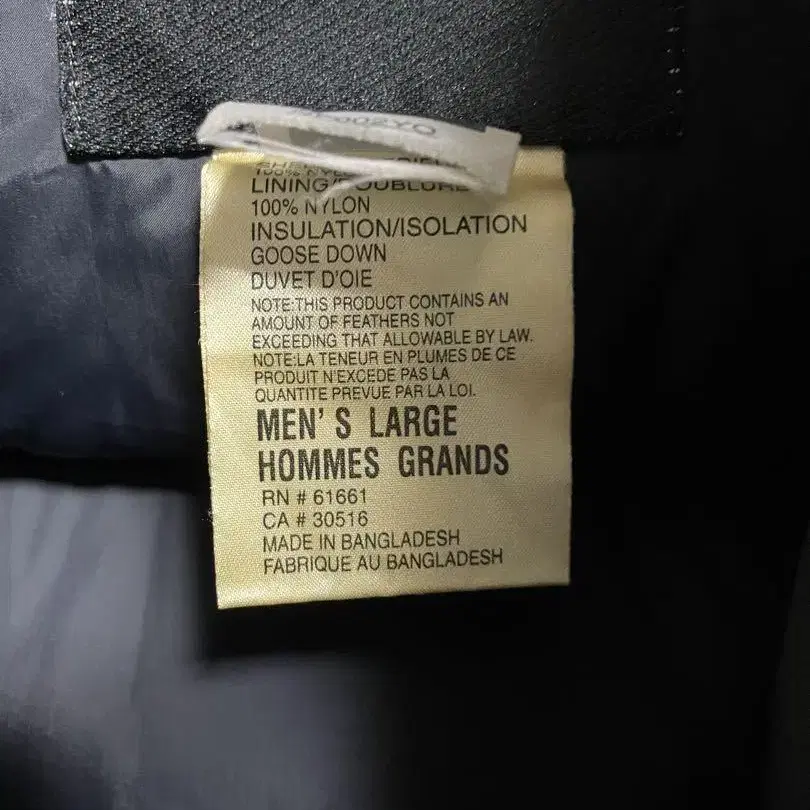 100% NYLON
LINING/DOUBLURE
100% NYLON
INSULATION/ISOLATION
GOOSE DOWN
DUVET D'OIE
NOTE:THIS PRODUCT CONTAINS AN
AMOUNT OF FEATHERS NOT
EXCEEDING THAT ALLOWABLE BY LAW.
NOTE:LA TENEUR EN PLUMES DE CE
PRODUIT N'EXCEDE PAS LA
QUANTITE PREVUE PAR LA LOI.
MEN'S LARGE
HOMMES GRANDS
RN # 61661
CA # 30516
MADE IN BANGLADESH
FABRIQUE AU BANGLADESH